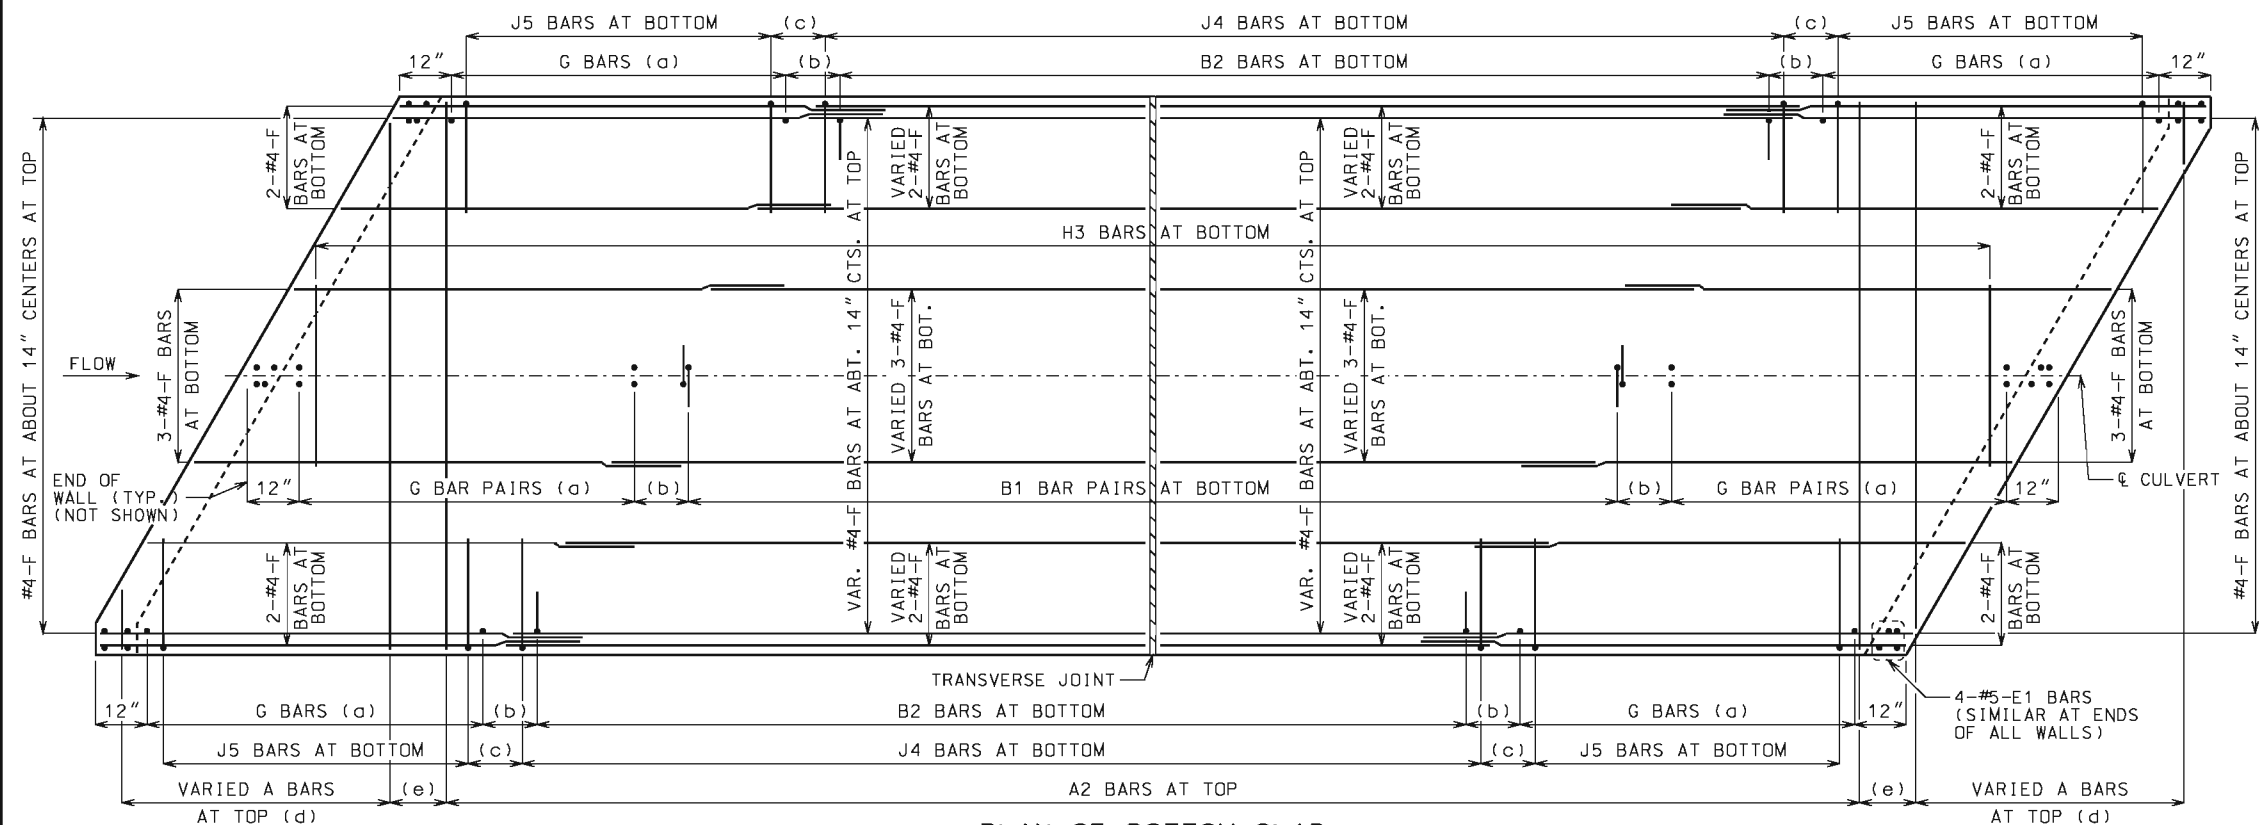 J5 BARS AT BOTTOM (c) J4 BARS AT BOTTOM (c) J5 BARS AT BOTTOM
12" G BARS (a) (b) B2 BARS AT BOTTOM (b) G BARS (a) 12"
#4-F BARS AT ABOUT 14" CENTERS AT TOP
2-#4-F
BARS AT
BOTTOM
VARIED
2-#4-F
BARS AT
BOTTOM
VARIED
2-#4-F
BARS AT
BOTTOM
2-#4-F
BARS AT
BOTTOM
#4-F BARS AT ABOUT 14" CENTERS AT TOP
H3 BARS AT BOTTOM
VAR. #4-F BARS AT ABT. 14" CTS. AT TOP
VAR. #4-F BARS AT ABT. 14" CTS. AT TOP
FLOW
3-#4-F BARS
AT BOTTOM
VARIED 3-#4-F
BARS AT BOT.
VARIED 3-#4-F
BARS AT BOT.
3-#4-F BARS
AT BOTTOM
END OF
WALL (TYP.)
(NOT SHOWN)
12" G BAR PAIRS (a) (b) B1 BAR PAIRS AT BOTTOM (b) G BAR PAIRS (a) 12"
℄ CULVERT
2-#4-F
BARS AT
BOTTOM
VARIED
2-#4-F
BARS AT
BOTTOM
VARIED
2-#4-F
BARS AT
BOTTOM
2-#4-F
BARS AT
BOTTOM
TRANSVERSE JOINT
4-#5-E1 BARS
(SIMILAR AT ENDS
OF ALL WALLS)
12" G BARS (a) (b) B2 BARS AT BOTTOM (b) G BARS (a) 12"
J5 BARS AT BOTTOM (c) J4 BARS AT BOTTOM (c) J5 BARS AT BOTTOM
VARIED A BARS (e) A2 BARS AT TOP (e) VARIED A BARS
AT TOP (d) AT TOP (d)
PLAN OF BOTTOM SLAB